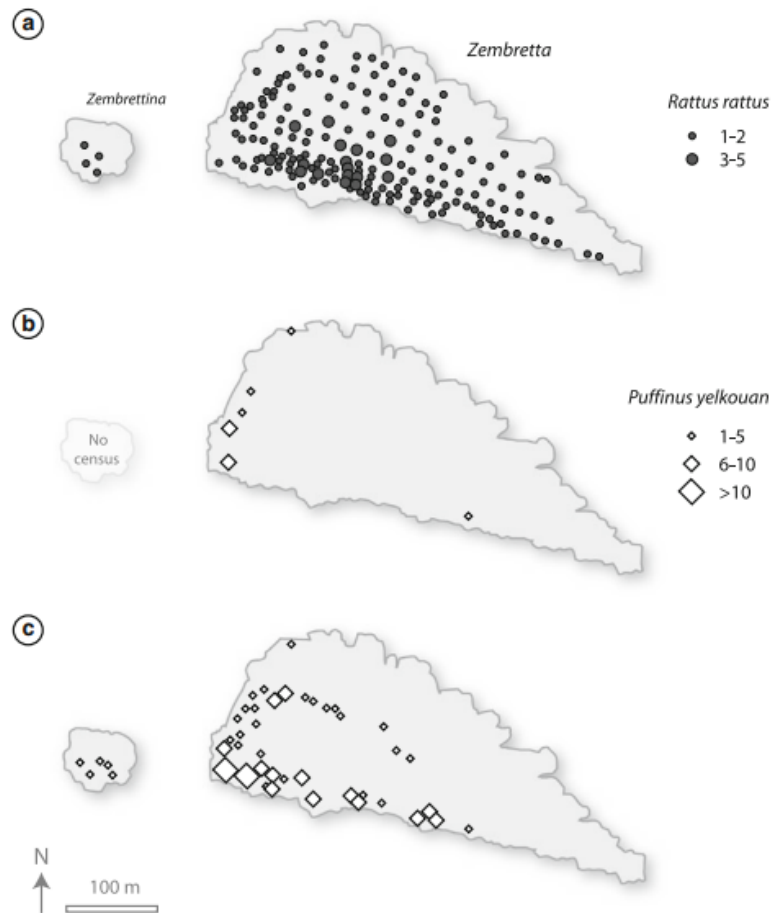 a
Zembretta
Zembrettina
Rattus rattus
1–2
3–5
b
Puffinus yelkouan
No
census
1–5
6–10
>10
c
N
100 m